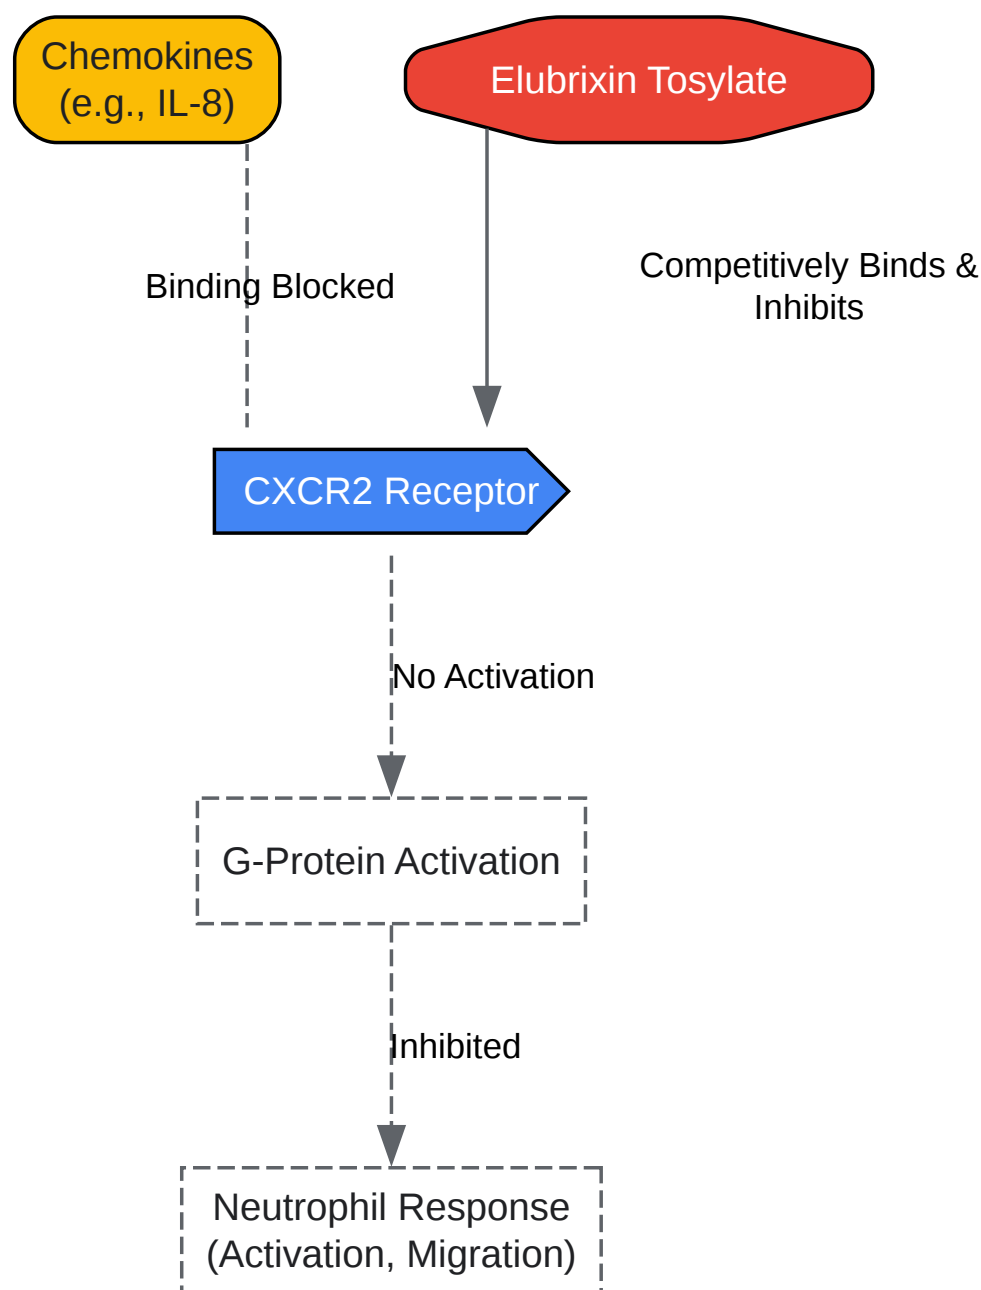 Chemokines
(e.g., IL-8)
Elubrixin Tosylate
Binding Blocked
Competitively Binds &
Inhibits
CXCR2 Receptor
No Activation
G-Protein Activation
Inhibited
Neutrophil Response
(Activation, Migration)